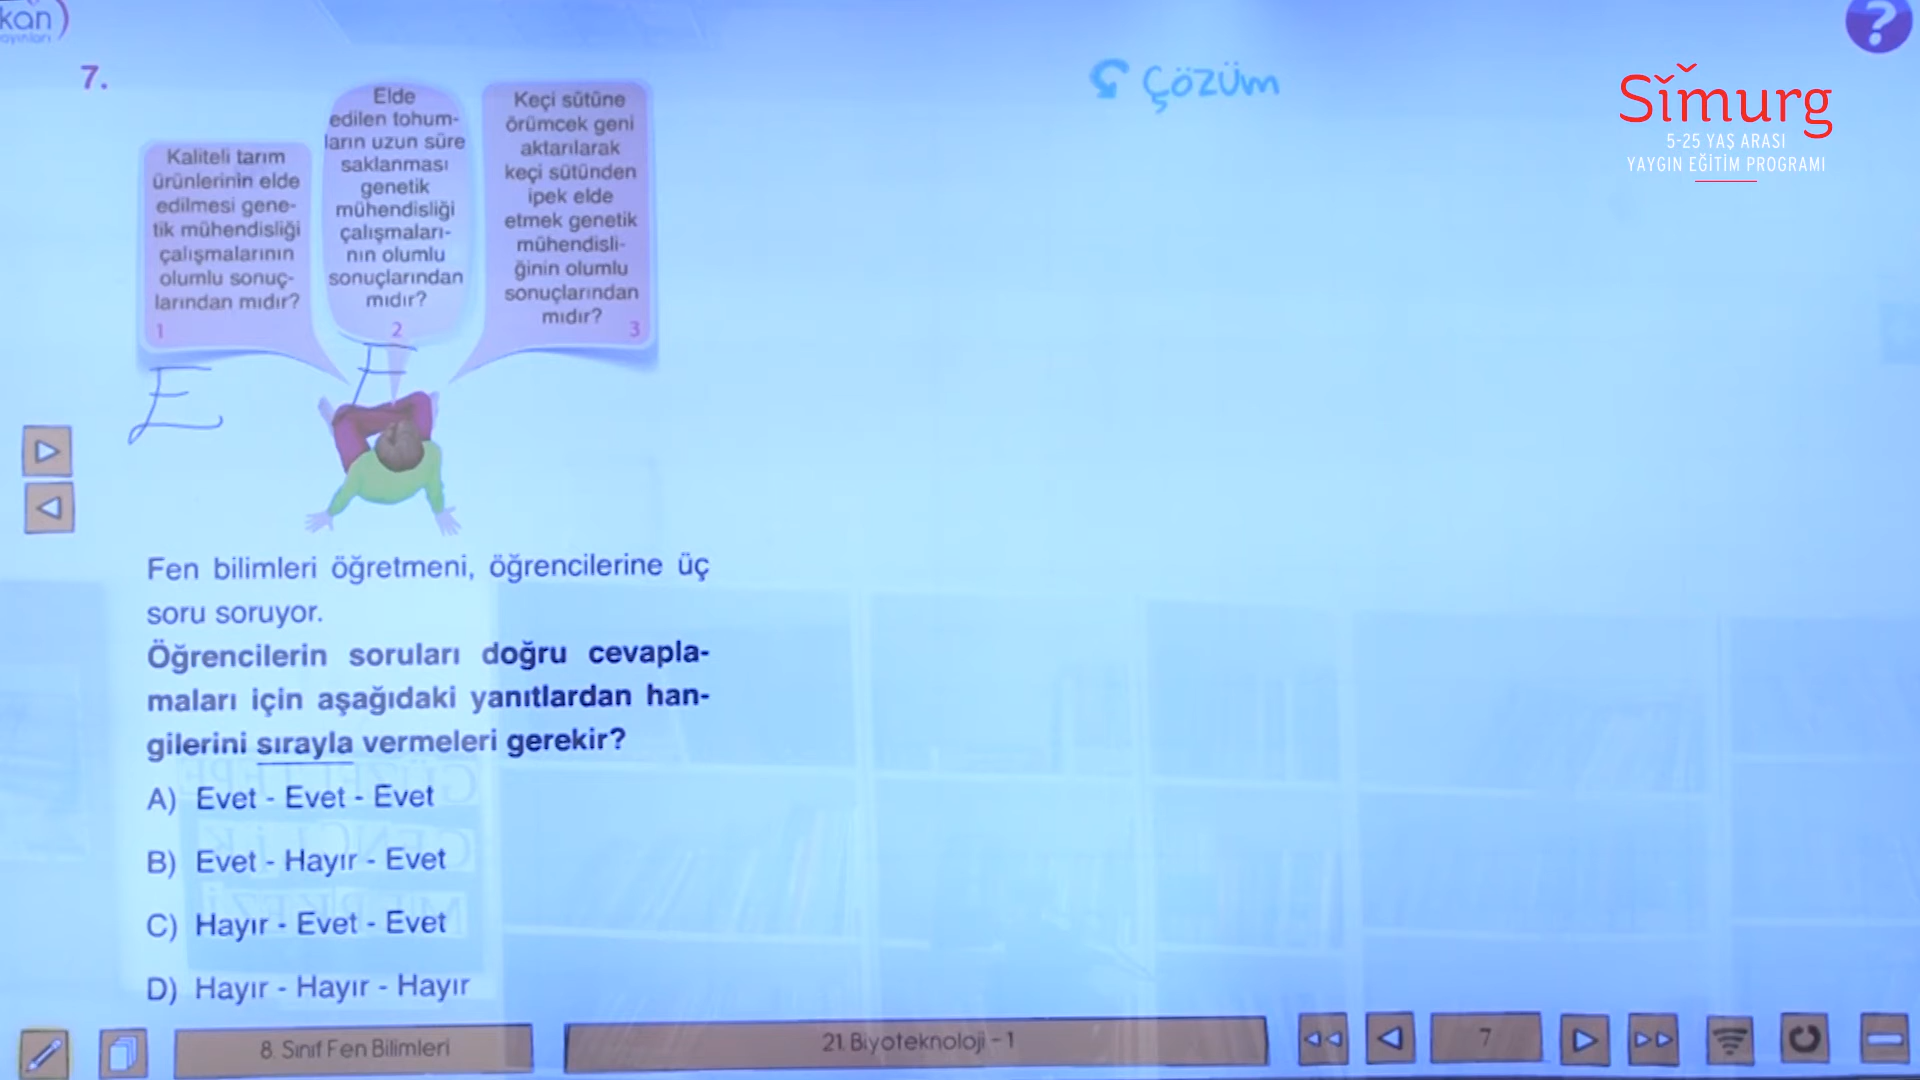 kan
ayınları
?
Simurg
5-25 YAŞ ARASI
YAYGIN EĞİTİM PROGRAMI
Çözüm
7.
Kaliteli tarım
ürünlerinin elde
edilmesi gene-
tik mühendisliği
çalışmalarının
olumlu sonuç-
larından mıdır?
1
Elde
edilen tohum-
ların uzun süre
saklanması
genetik
mühendisliği
çalışmaları-
nın olumlu
sonuçlarından
mıdır?
2
Keçi sütüne
örümcek geni
aktarılarak
keçi sütünden
ipek elde
etmek genetik
mühendisli-
ğinin olumlu
sonuçlarından
mıdır?
3
E
Fen bilimleri öğretmeni, öğrencilerine üç
soru soruyor.
Öğrencilerin soruları doğru cevapla-
maları için aşağıdaki yanıtlardan han-
gilerini sırayla vermeleri gerekir?
A) Evet - Evet - Evet
B) Evet - Hayır - Evet
C) Hayır - Evet - Evet
D) Hayır - Hayır - Hayır
8. Sınıf Fen Bilimleri
21. Biyoteknoloji - 1
7